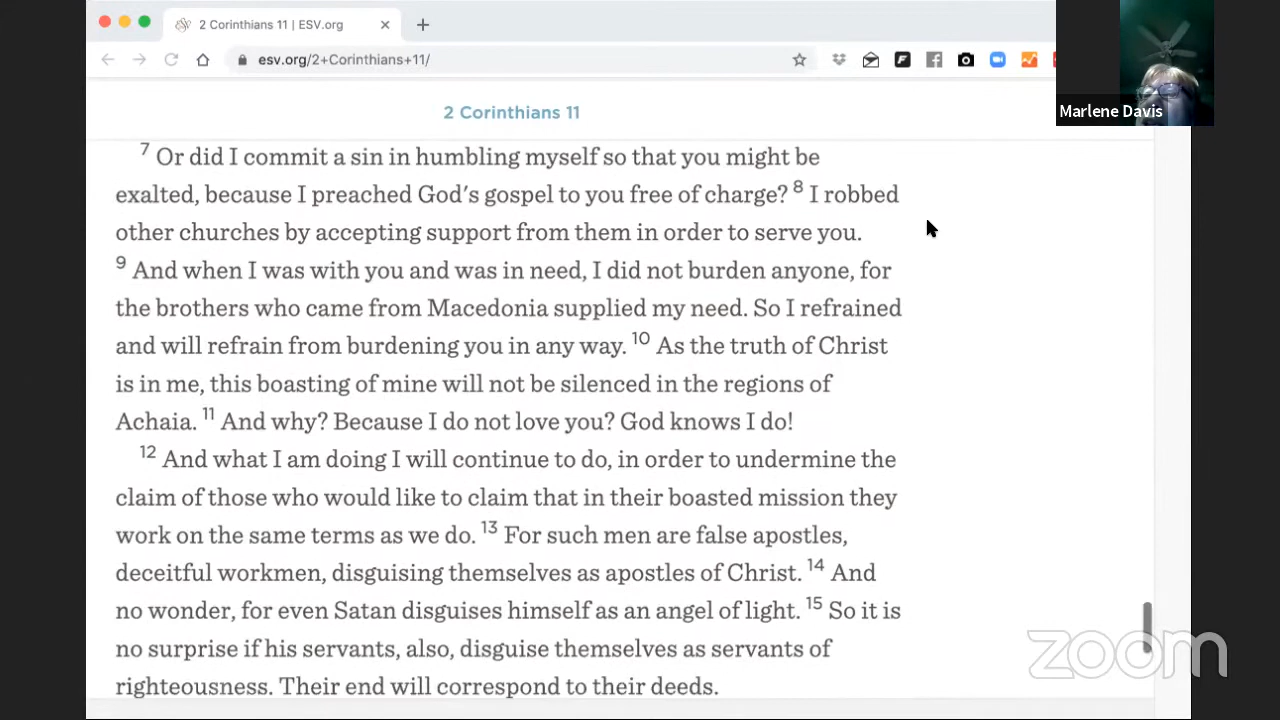 2 Corinthians 11 | ESV.org
esv.org/2+Corinthians+11/
Marlene Davis
2 Corinthians 11
7 Or did I commit a sin in humbling myself so that you might be
exalted, because I preached God's gospel to you free of charge? 8 I robbed
other churches by accepting support from them in order to serve you.
9 And when I was with you and was in need, I did not burden anyone, for
the brothers who came from Macedonia supplied my need. So I refrained
and will refrain from burdening you in any way. 10 As the truth of Christ
is in me, this boasting of mine will not be silenced in the regions of
Achaia. 11 And why? Because I do not love you? God knows I do!
12 And what I am doing I will continue to do, in order to undermine the
claim of those who would like to claim that in their boasted mission they
work on the same terms as we do. 13 For such men are false apostles,
deceitful workmen, disguising themselves as apostles of Christ. 14 And
no wonder, for even Satan disguises himself as an angel of light. 15 So it is
no surprise if his servants, also, disguise themselves as servants of
righteousness. Their end will correspond to their deeds.
zoom